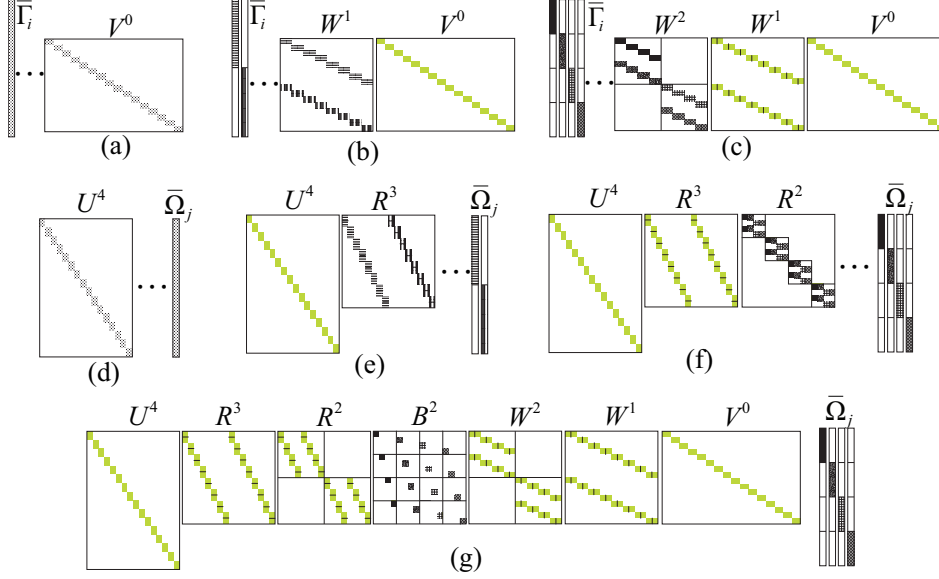 Γ̅ᵢ V⁰ Γ̅ᵢ W¹ V⁰ Γ̅ᵢ W² W¹ V⁰
(a) (b) (c)
U⁴ Ω̅ⱼ U⁴ R³ Ω̅ⱼ U⁴ R³ R² Ω̅ⱼ
(d) (e) (f)
U⁴ R³ R² B² W² W¹ V⁰ Ω̅ⱼ
(g)